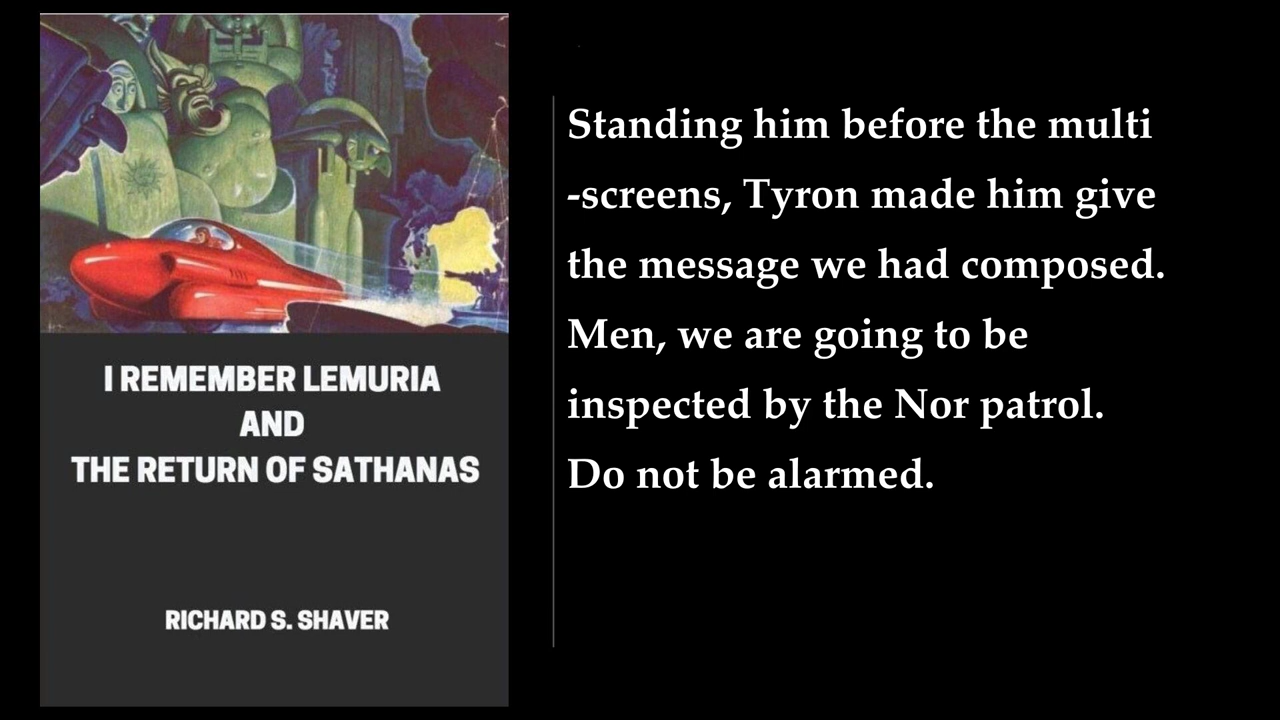 I REMEMBER LEMURIA
AND
THE RETURN OF SATHANAS
RICHARD S. SHAVER
Standing him before the multi
-screens, Tyron made him give
the message we had composed.
Men, we are going to be
inspected by the Nor patrol.
Do not be alarmed.